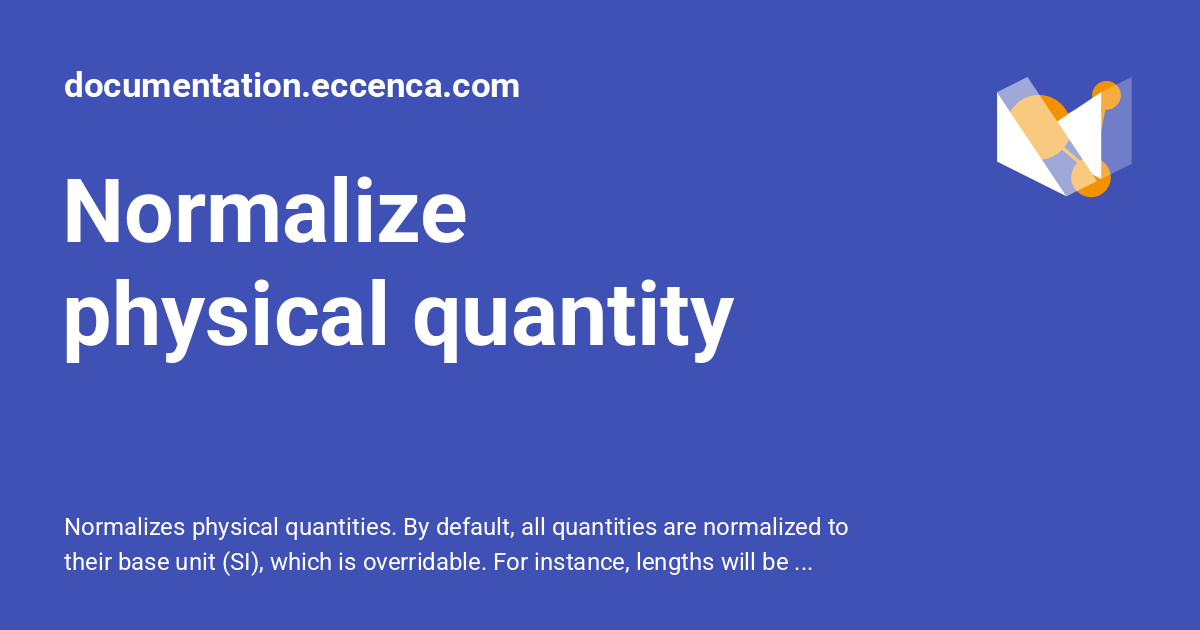 documentation.eccenca.com
Normalize
physical quantity
Normalizes physical quantities. By default, all quantities are normalized to
their base unit (SI), which is overridable. For instance, lengths will be ...